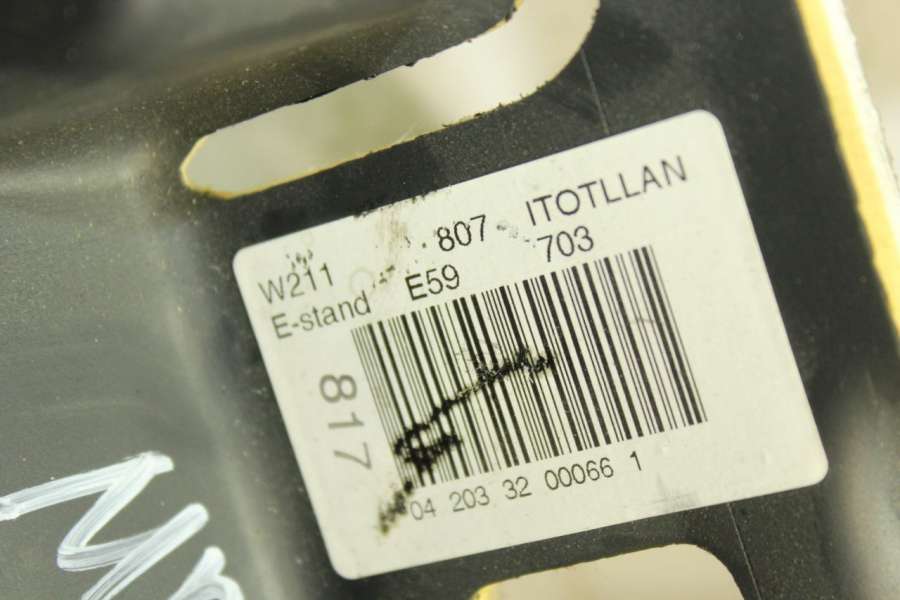 ITOTLLAN
807 703
W211 E59
E-stand
817
04 203 32 00066 1